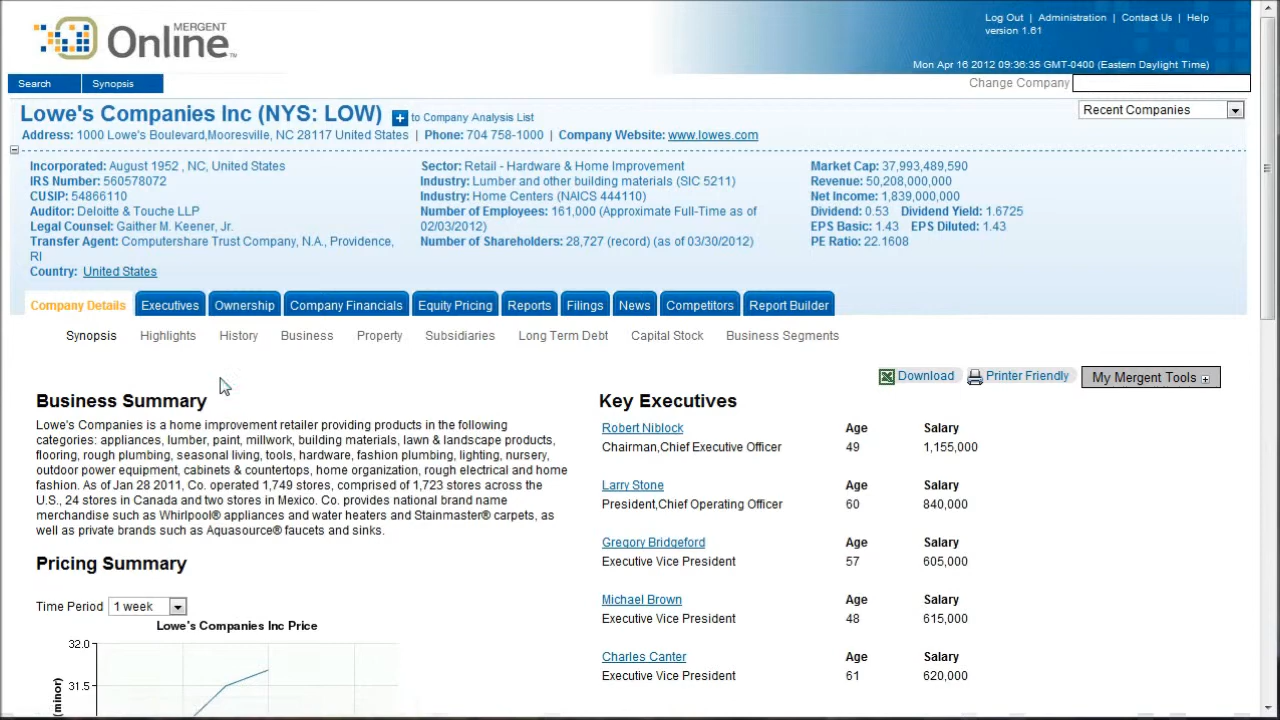 MERGENT
Online™
Log Out | Administration | Contact Us | Help
version 1.61
Mon Apr 16 2012 09:36:35 GMT-0400 (Eastern Daylight Time)
Search
Synopsis
Change Company
Lowe's Companies Inc (NYS: LOW) + to Company Analysis List
Recent Companies
Address: 1000 Lowe's Boulevard,Mooresville, NC 28117 United States | Phone: 704 758-1000 | Company Website: www.lowes.com
Incorporated: August 1952 , NC, United States
IRS Number: 560578072
CUSIP: 54866110
Auditor: Deloitte & Touche LLP
Legal Counsel: Gaither M. Keener, Jr.
Transfer Agent: Computershare Trust Company, N.A., Providence,
RI
Country: United States
Sector: Retail - Hardware & Home Improvement
Industry: Lumber and other building materials (SIC 5211)
Industry: Home Centers (NAICS 444110)
Number of Employees: 161,000 (Approximate Full-Time as of
02/03/2012)
Number of Shareholders: 28,727 (record) (as of 03/30/2012)
Market Cap: 37,993,489,590
Revenue: 50,208,000,000
Net Income: 1,839,000,000
Dividend: 0.53 Dividend Yield: 1.6725
EPS Basic: 1.43 EPS Diluted: 1.43
PE Ratio: 22.1608
Company Details Executives Ownership Company Financials Equity Pricing Reports Filings News Competitors Report Builder
Synopsis Highlights History Business Property Subsidiaries Long Term Debt Capital Stock Business Segments
Download Printer Friendly My Mergent Tools +
Business Summary
Lowe's Companies is a home improvement retailer providing products in the following
categories: appliances, lumber, paint, millwork, building materials, lawn & landscape products,
flooring, rough plumbing, seasonal living, tools, hardware, fashion plumbing, lighting, nursery,
outdoor power equipment, cabinets & countertops, home organization, rough electrical and home
fashion. As of Jan 28 2011, Co. operated 1,749 stores, comprised of 1,723 stores across the
U.S., 24 stores in Canada and two stores in Mexico. Co. provides national brand name
merchandise such as Whirlpool® appliances and water heaters and Stainmaster® carpets, as
well as private brands such as Aquasource® faucets and sinks.
Pricing Summary
Time Period 1 week
Lowe's Companies Inc Price
32.0
31.5
(minor)
Key Executives
Robert Niblock Age Salary
Chairman,Chief Executive Officer 49 1,155,000
Larry Stone Age Salary
President,Chief Operating Officer 60 840,000
Gregory Bridgeford Age Salary
Executive Vice President 57 605,000
Michael Brown Age Salary
Executive Vice President 48 615,000
Charles Canter Age Salary
Executive Vice President 61 620,000